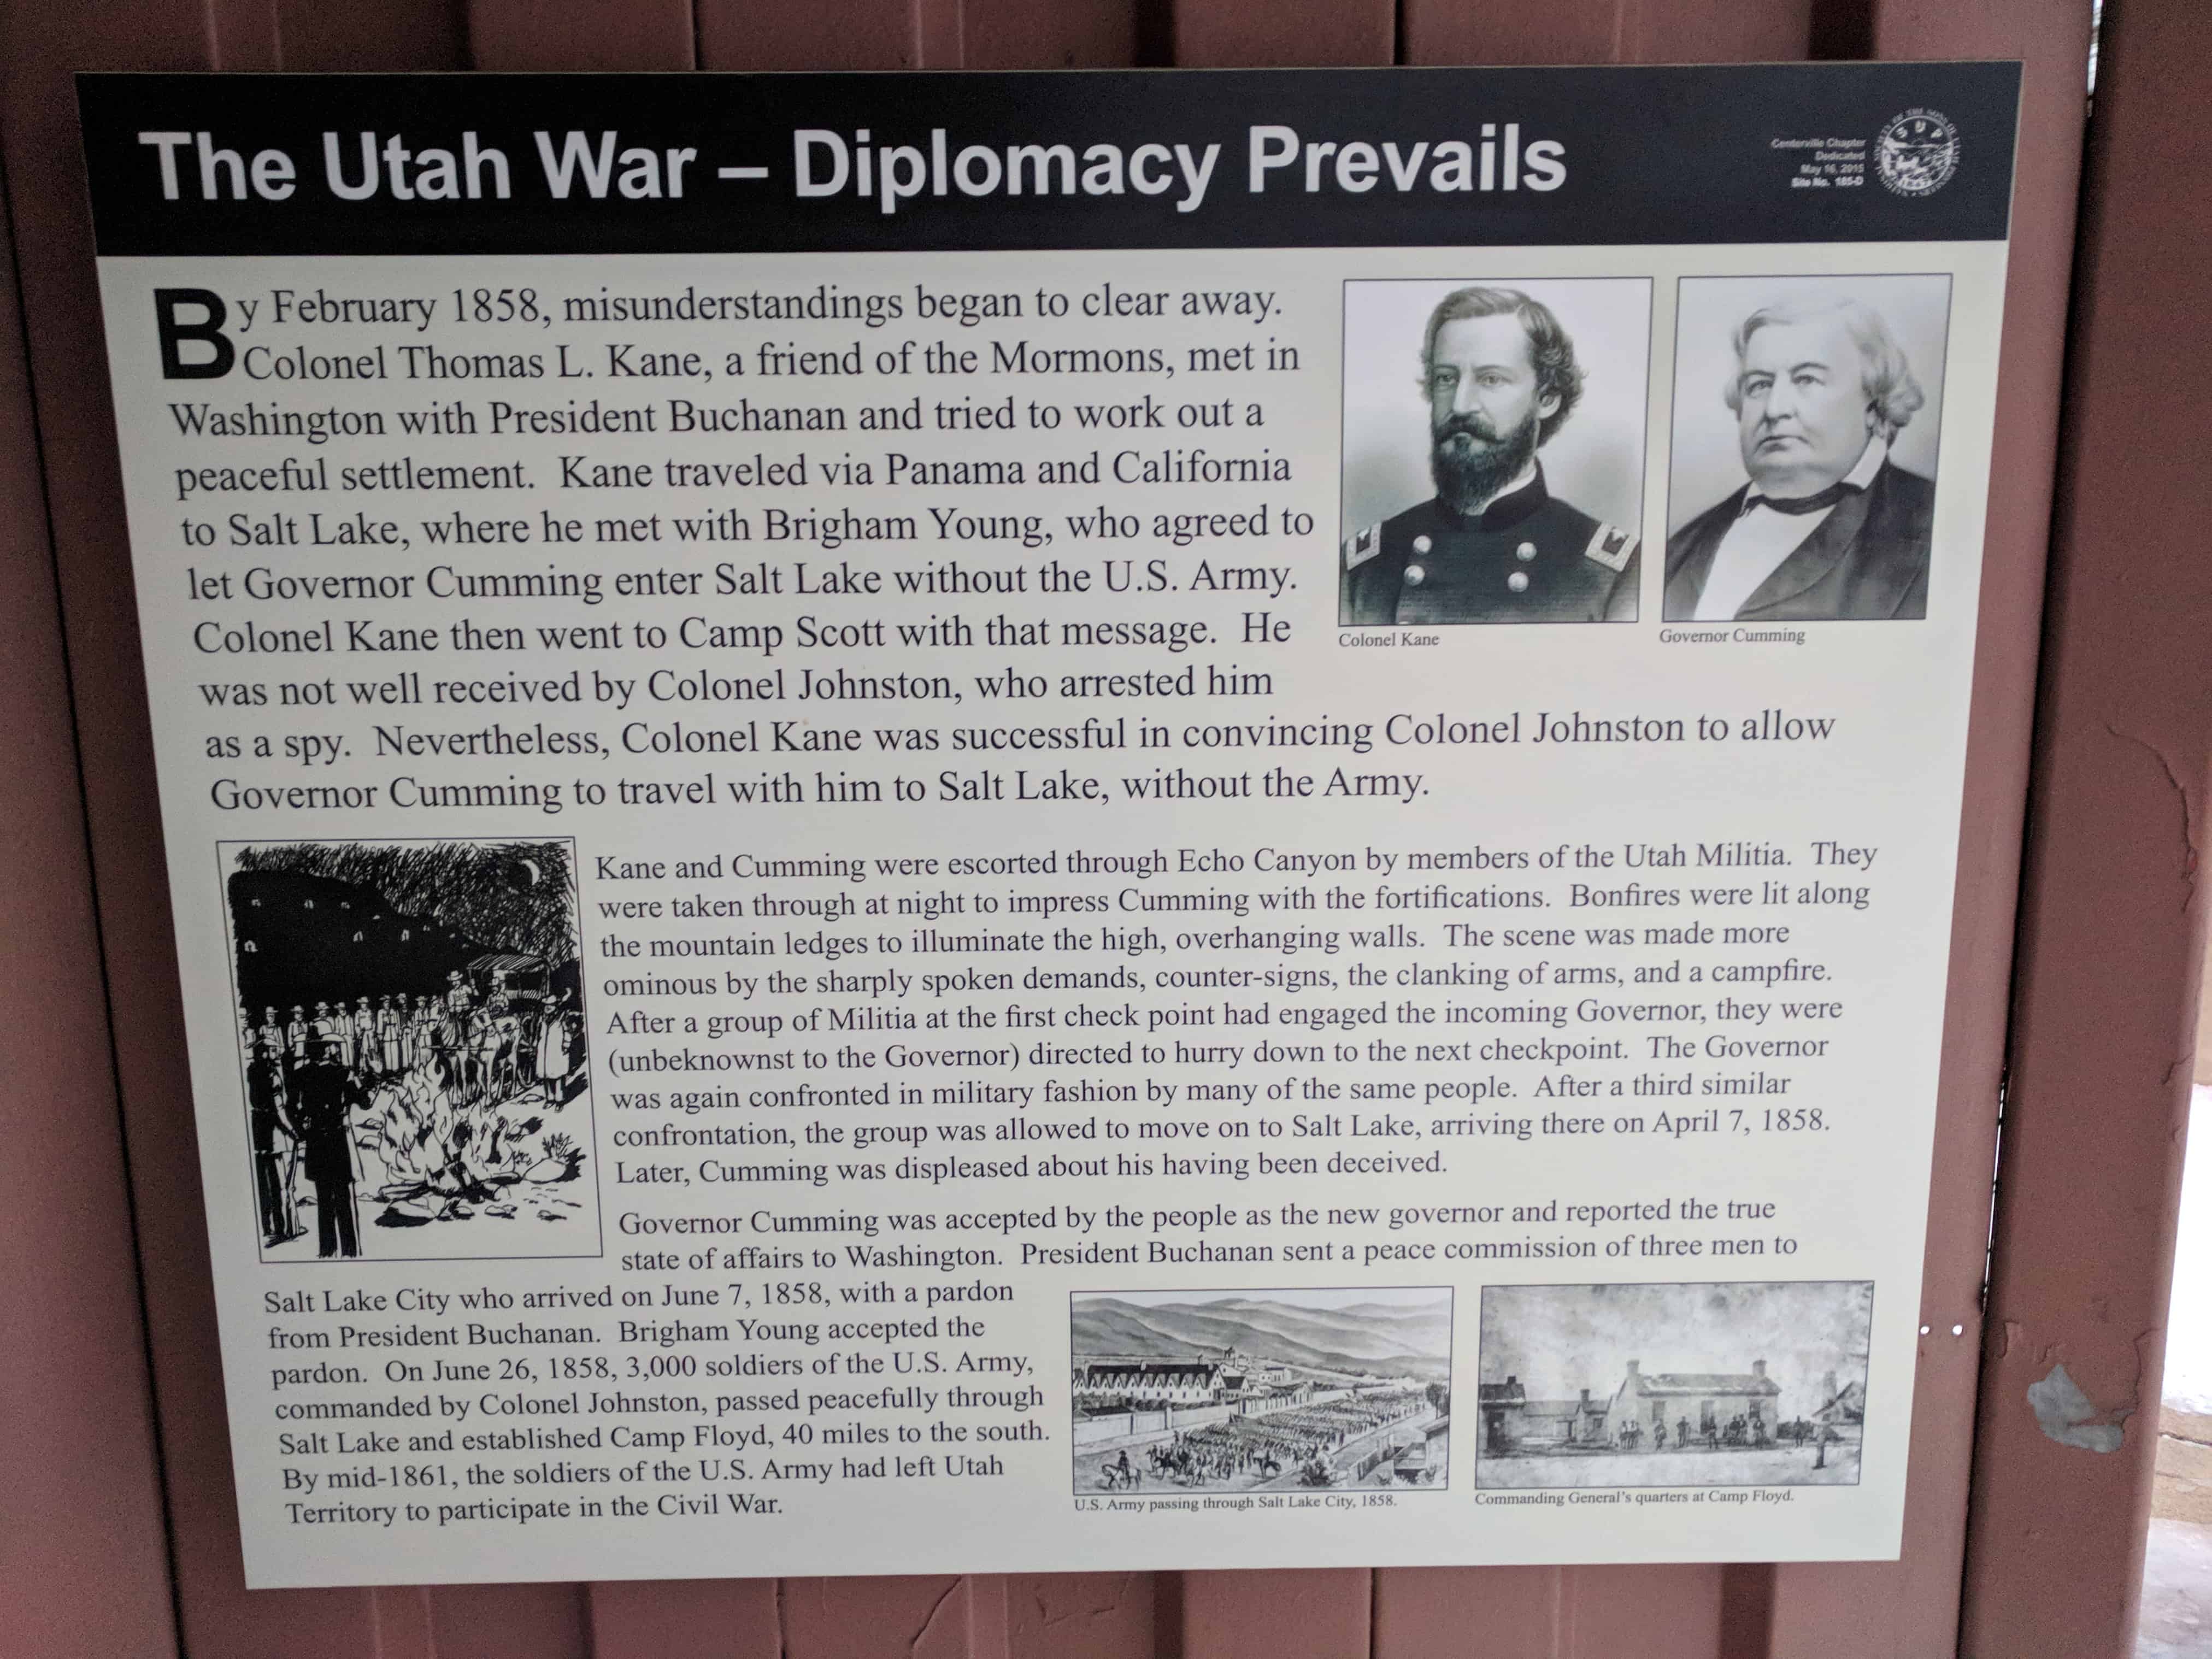 The Utah War – Diplomacy Prevails
Centerville Chapter
Dedicated
May 16, 2015
Site No. 185-D
SUP
By February 1858, misunderstandings began to clear away.
Colonel Thomas L. Kane, a friend of the Mormons, met in
Washington with President Buchanan and tried to work out a
peaceful settlement. Kane traveled via Panama and California
to Salt Lake, where he met with Brigham Young, who agreed to
let Governor Cumming enter Salt Lake without the U.S. Army.
Colonel Kane then went to Camp Scott with that message. He
was not well received by Colonel Johnston, who arrested him
as a spy. Nevertheless, Colonel Kane was successful in convincing Colonel Johnston to allow
Governor Cumming to travel with him to Salt Lake, without the Army.
Colonel Kane
Governor Cumming
Kane and Cumming were escorted through Echo Canyon by members of the Utah Militia. They
were taken through at night to impress Cumming with the fortifications. Bonfires were lit along
the mountain ledges to illuminate the high, overhanging walls. The scene was made more
ominous by the sharply spoken demands, counter-signs, the clanking of arms, and a campfire.
After a group of Militia at the first check point had engaged the incoming Governor, they were
(unbeknownst to the Governor) directed to hurry down to the next checkpoint. The Governor
was again confronted in military fashion by many of the same people. After a third similar
confrontation, the group was allowed to move on to Salt Lake, arriving there on April 7, 1858.
Later, Cumming was displeased about his having been deceived.
Governor Cumming was accepted by the people as the new governor and reported the true
state of affairs to Washington. President Buchanan sent a peace commission of three men to
Salt Lake City who arrived on June 7, 1858, with a pardon
from President Buchanan. Brigham Young accepted the
pardon. On June 26, 1858, 3,000 soldiers of the U.S. Army,
commanded by Colonel Johnston, passed peacefully through
Salt Lake and established Camp Floyd, 40 miles to the south.
By mid-1861, the soldiers of the U.S. Army had left Utah
Territory to participate in the Civil War.
U.S. Army passing through Salt Lake City, 1858.
Commanding General's quarters at Camp Floyd.